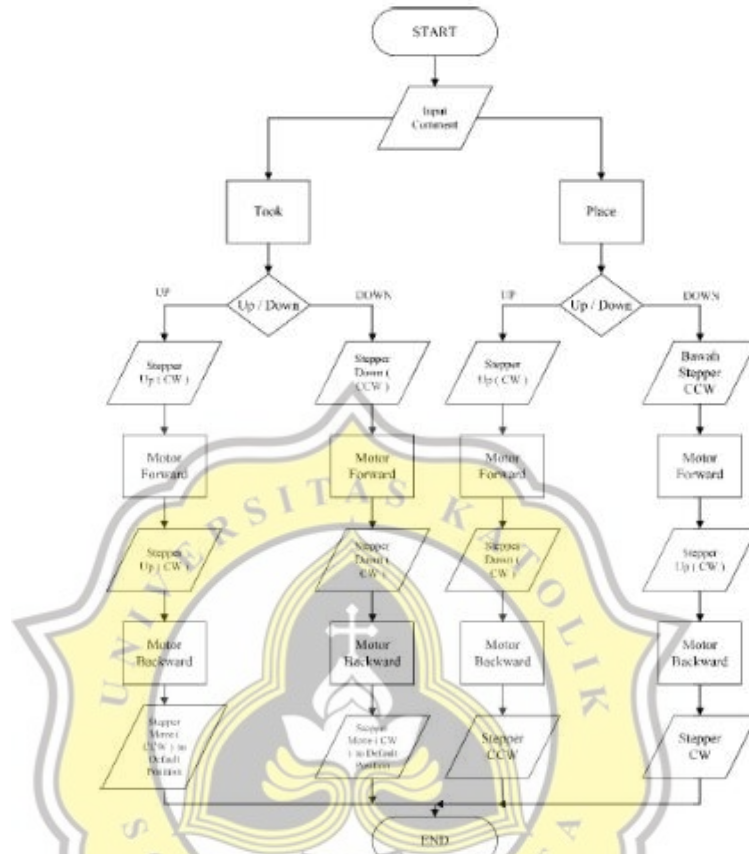 START
Input
Comment
Took
Place
UP
Up / Down
DOWN
UP
Up / Down
DOWN
Stepper
Up ( CW )
Stepper
Down (
CCW )
Stepper
Up ( CW )
Bawah
Stepper
CCW
Motor
Forward
Motor
Forward
Motor
Forward
Motor
Forward
Stepper
Up ( CW )
Stepper
Down (
CW )
Stepper
Down (
CW )
Stepper
Up ( CW )
Motor
Backward
Motor
Backward
Motor
Backward
Motor
Backward
Stepper
Move (
CCW ) to
Default
Position
Stepper
Move ( CW
) to Default
Position
Stepper
CCW
Stepper
CW
END
UNIVERSITAS KATOLIK